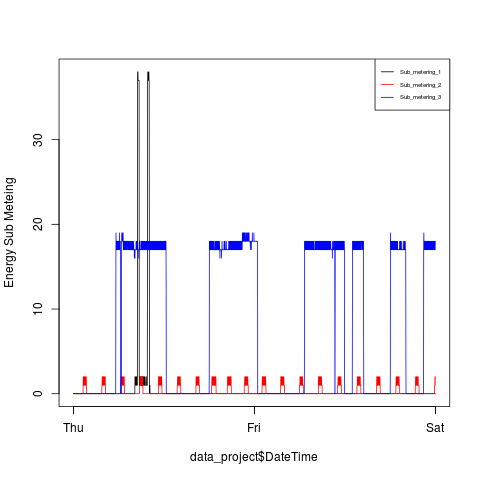 Sub_metering_1
Sub_metering_2
Sub_metering_3
Energy Sub Meteing
30
20
10
0
Thu Fri Sat
data_project$DateTime